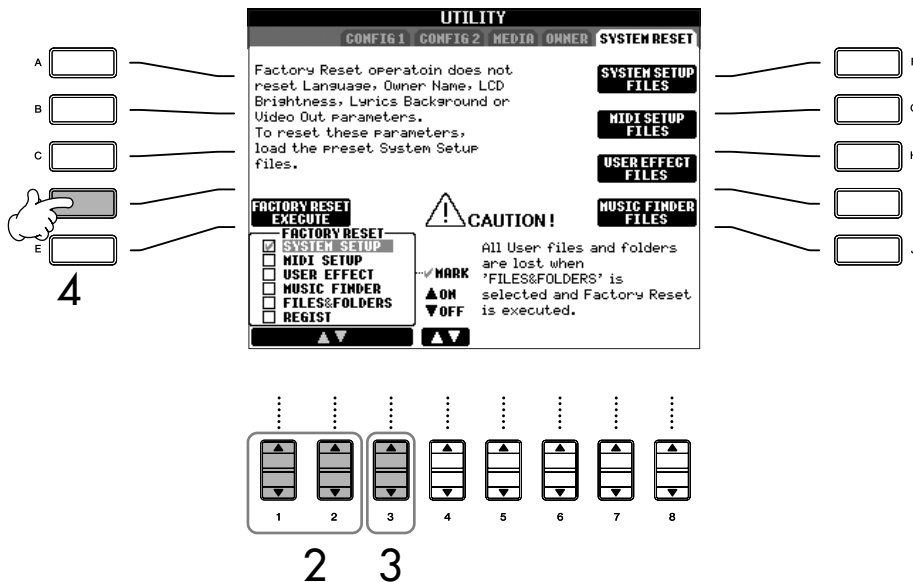 UTILITY
CONFIG 1 CONFIG 2 MEDIA OWNER SYSTEM RESET
Factory Reset operatoin does not
reset Language, Owner Name, LCD
Brightness, Lyrics Background or
Video Out parameters.
To reset these parameters,
load the preset System Setup
files.
SYSTEM SETUP
FILES
MIDI SETUP
FILES
USER EFFECT
FILES
MUSIC FINDER
FILES
A
B
C
E
4
FACTORY RESET
EXECUTE
FACTORY RESET
SYSTEM SETUP
MIDI SETUP
USER EFFECT
MUSIC FINDER
FILES&FOLDERS
REGIST
MARK
▲ON
▼OFF
CAUTION!
All User files and folders
are lost when
'FILES&FOLDERS' is
selected and Factory Reset
is executed.
▲▼ ▲▼
1 2 3 4 5 6 7 8
2 3